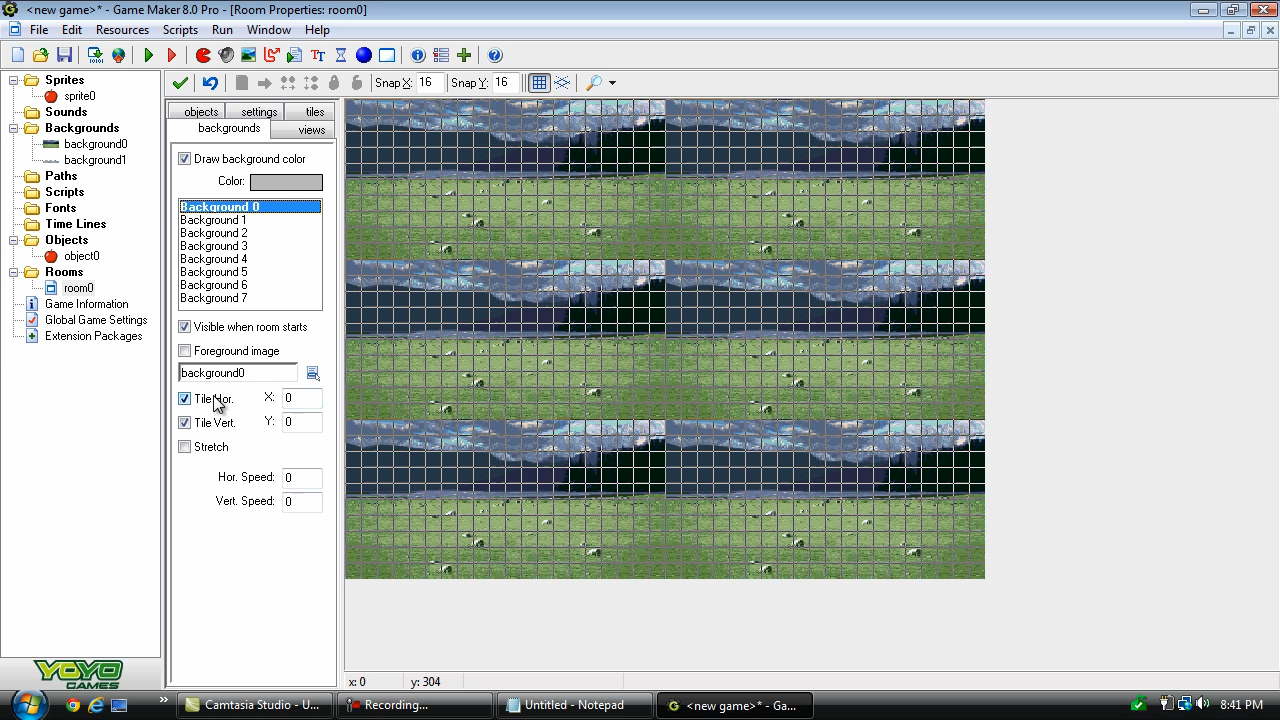 <new game>* - Game Maker 8.0 Pro - [Room Properties: room0]
File Edit Resources Scripts Run Window Help
Snap X: 16 Snap Y: 16
Sprites
sprite0
Sounds
Backgrounds
background0
background1
Paths
Scripts
Fonts
Time Lines
Objects
object0
Rooms
room0
Game Information
Global Game Settings
Extension Packages
YOYO
GAMES
objects settings tiles
backgrounds views
Draw background color
Color:
Background 0
Background 1
Background 2
Background 3
Background 4
Background 5
Background 6
Background 7
Visible when room starts
Foreground image
background0
Tile Hor. X: 0
Tile Vert. Y: 0
Stretch
Hor. Speed: 0
Vert. Speed: 0
x: 0 y: 304
Camtasia Studio - U... Recording... Untitled - Notepad <new game>* - Ga... 8:41 PM